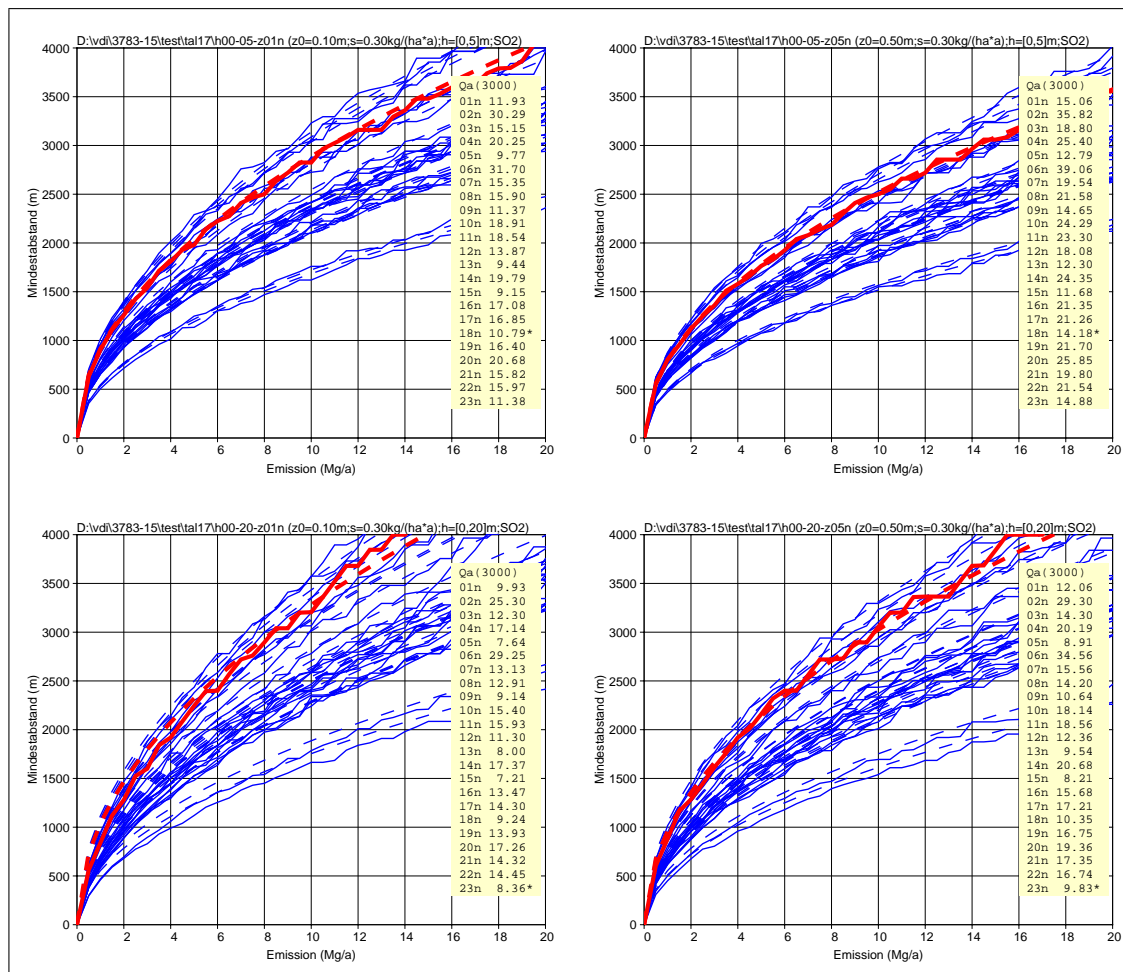 D:\vdi\3783-15\test\tal17\h00-05-z01n (z0=0.10m;s=0.30kg/(ha*a);h=[0,5]m;SO2)
4000
3500
3000
2500
2000
1500
1000
500
0
Mindestabstand (m)
0 2 4 6 8 10 12 14 16 18 20
Emission (Mg/a)
Qa(3000)
01n 11.93
02n 30.29
03n 15.15
04n 20.25
05n 9.77
06n 31.70
07n 15.35
08n 15.90
09n 11.37
10n 18.91
11n 18.54
12n 13.87
13n 9.44
14n 19.79
15n 9.15
16n 17.08
17n 16.85
18n 10.79*
19n 16.40
20n 20.68
21n 15.82
22n 15.97
23n 11.38
D:\vdi\3783-15\test\tal17\h00-05-z05n (z0=0.50m;s=0.30kg/(ha*a);h=[0,5]m;SO2)
4000
3500
3000
2500
2000
1500
1000
500
0
Mindestabstand (m)
0 2 4 6 8 10 12 14 16 18 20
Emission (Mg/a)
Qa(3000)
01n 15.06
02n 35.82
03n 18.80
04n 25.40
05n 12.79
06n 39.06
07n 19.54
08n 21.58
09n 14.65
10n 24.29
11n 23.30
12n 18.08
13n 12.30
14n 24.35
15n 11.68
16n 21.35
17n 21.26
18n 14.18*
19n 21.70
20n 25.85
21n 19.80
22n 21.54
23n 14.88
D:\vdi\3783-15\test\tal17\h00-20-z01n (z0=0.10m;s=0.30kg/(ha*a);h=[0,20]m;SO2)
4000
3500
3000
2500
2000
1500
1000
500
0
Mindestabstand (m)
0 2 4 6 8 10 12 14 16 18 20
Emission (Mg/a)
Qa(3000)
01n 9.93
02n 25.30
03n 12.30
04n 17.14
05n 7.64
06n 29.25
07n 13.13
08n 12.91
09n 9.14
10n 15.40
11n 15.93
12n 11.30
13n 8.00
14n 17.37
15n 7.21
16n 13.47
17n 14.30
18n 9.24
19n 13.93
20n 17.26
21n 14.32
22n 14.45
23n 8.36*
D:\vdi\3783-15\test\tal17\h00-20-z05n (z0=0.50m;s=0.30kg/(ha*a);h=[0,20]m;SO2)
4000
3500
3000
2500
2000
1500
1000
500
0
Mindestabstand (m)
0 2 4 6 8 10 12 14 16 18 20
Emission (Mg/a)
Qa(3000)
01n 12.06
02n 29.30
03n 14.30
04n 20.19
05n 8.91
06n 34.56
07n 15.56
08n 14.20
09n 10.64
10n 18.14
11n 18.56
12n 12.36
13n 9.54
14n 20.68
15n 8.21
16n 15.68
17n 17.21
18n 10.35
19n 16.75
20n 19.36
21n 17.35
22n 16.74
23n 9.83*